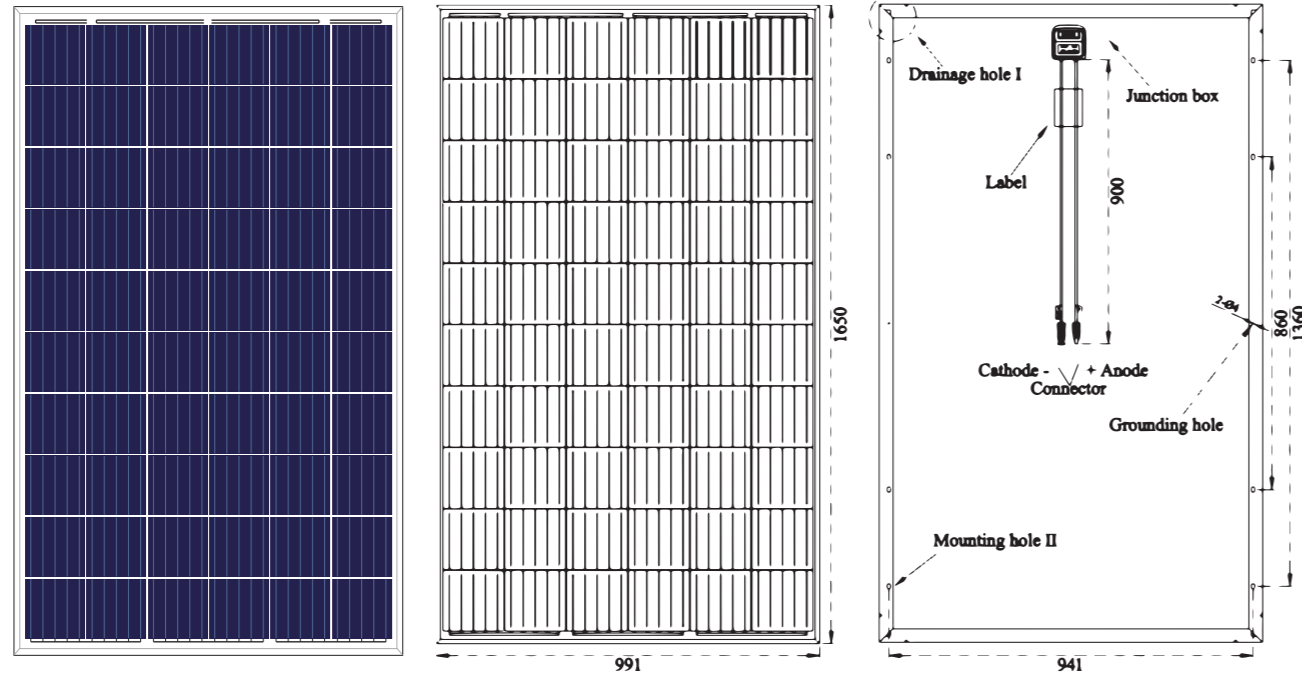 Drainage hole I
Junction box
Label
900
1650
2-Ø4
860
1360
Cathode - + Anode
Connector
Grounding hole
Mounting hole II
991
941